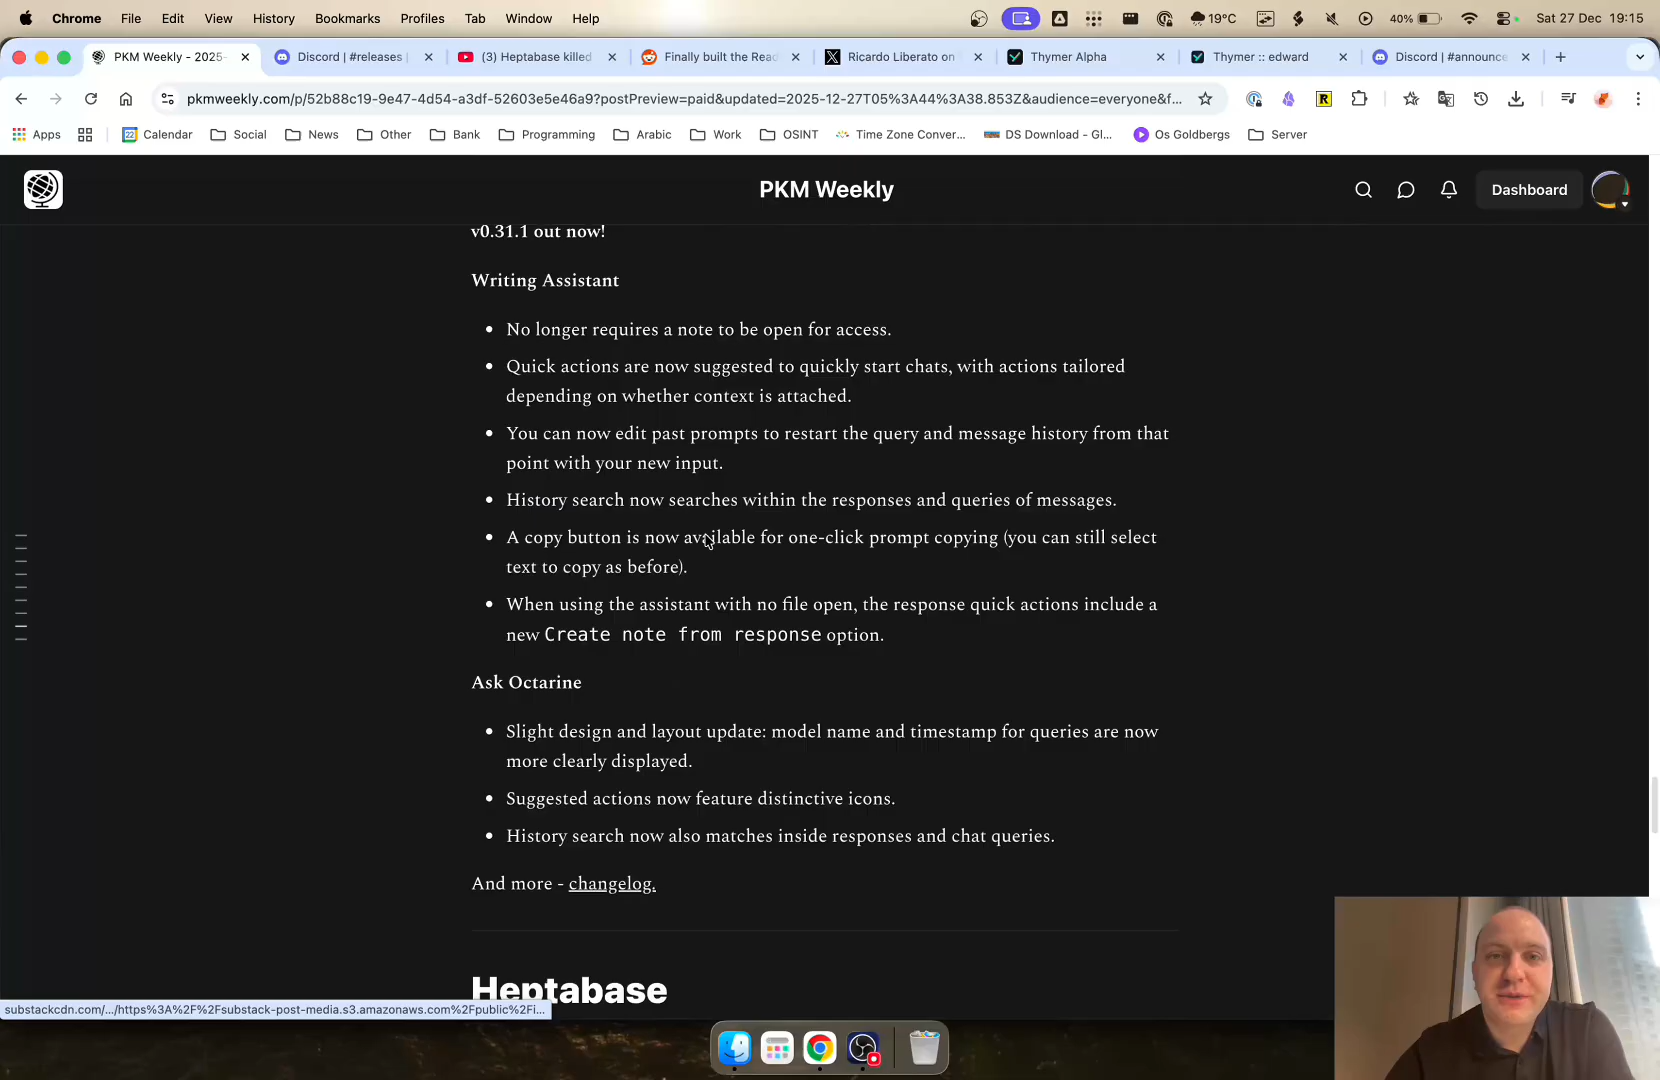 Chrome File Edit View History Bookmarks Profiles Tab Window Help 19°C 40% Sat 27 Dec 19:15
PKM Weekly - 2025- Discord | #releases | (3) Heptabase killed Finally built the Read Ricardo Liberato on Thymer Alpha Thymer :: edward Discord | #announce
pkmweekly.com/p/52b88c19-9e47-4d54-a3df-52603e5e46a9?postPreview=paid&updated=2025-12-27T05%3A44%3A38.853Z&audience=everyone&f...
Apps Calendar Social News Other Bank Programming Arabic Work OSINT Time Zone Conver... DS Download - Gl... Os Goldbergs Server
PKM Weekly
Dashboard
v0.31.1 out now!
Writing Assistant
• No longer requires a note to be open for access.
• Quick actions are now suggested to quickly start chats, with actions tailored
depending on whether context is attached.
• You can now edit past prompts to restart the query and message history from that
point with your new input.
• History search now searches within the responses and queries of messages.
• A copy button is now available for one-click prompt copying (you can still select
text to copy as before).
• When using the assistant with no file open, the response quick actions include a
new Create note from response option.
Ask Octarine
• Slight design and layout update: model name and timestamp for queries are now
more clearly displayed.
• Suggested actions now feature distinctive icons.
• History search now also matches inside responses and chat queries.
And more - changelog.
Heptabase
substackcdn.com/.../https%3A%2F%2Fsubstack-post-media.s3.amazonaws.com%2Fpublic%2Fi...